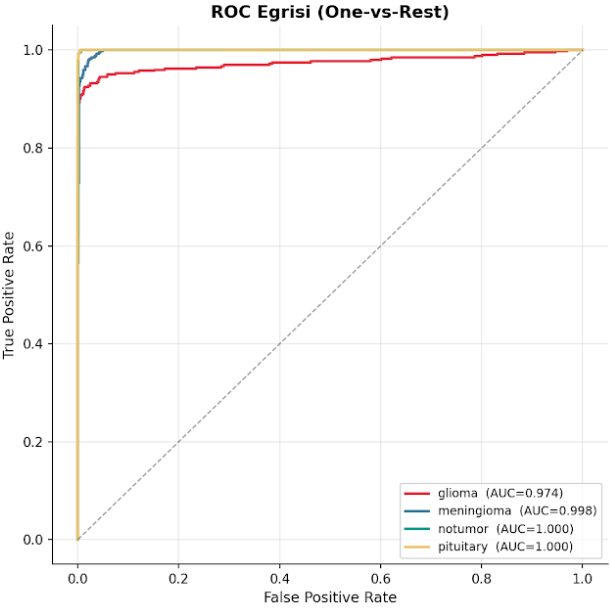 ROC Egrisi (One-vs-Rest)
True Positive Rate
1.0
0.8
0.6
0.4
0.2
0.0
glioma (AUC=0.974)
meningioma (AUC=0.998)
notumor (AUC=1.000)
pituitary (AUC=1.000)
0.0 0.2 0.4 0.6 0.8 1.0
False Positive Rate